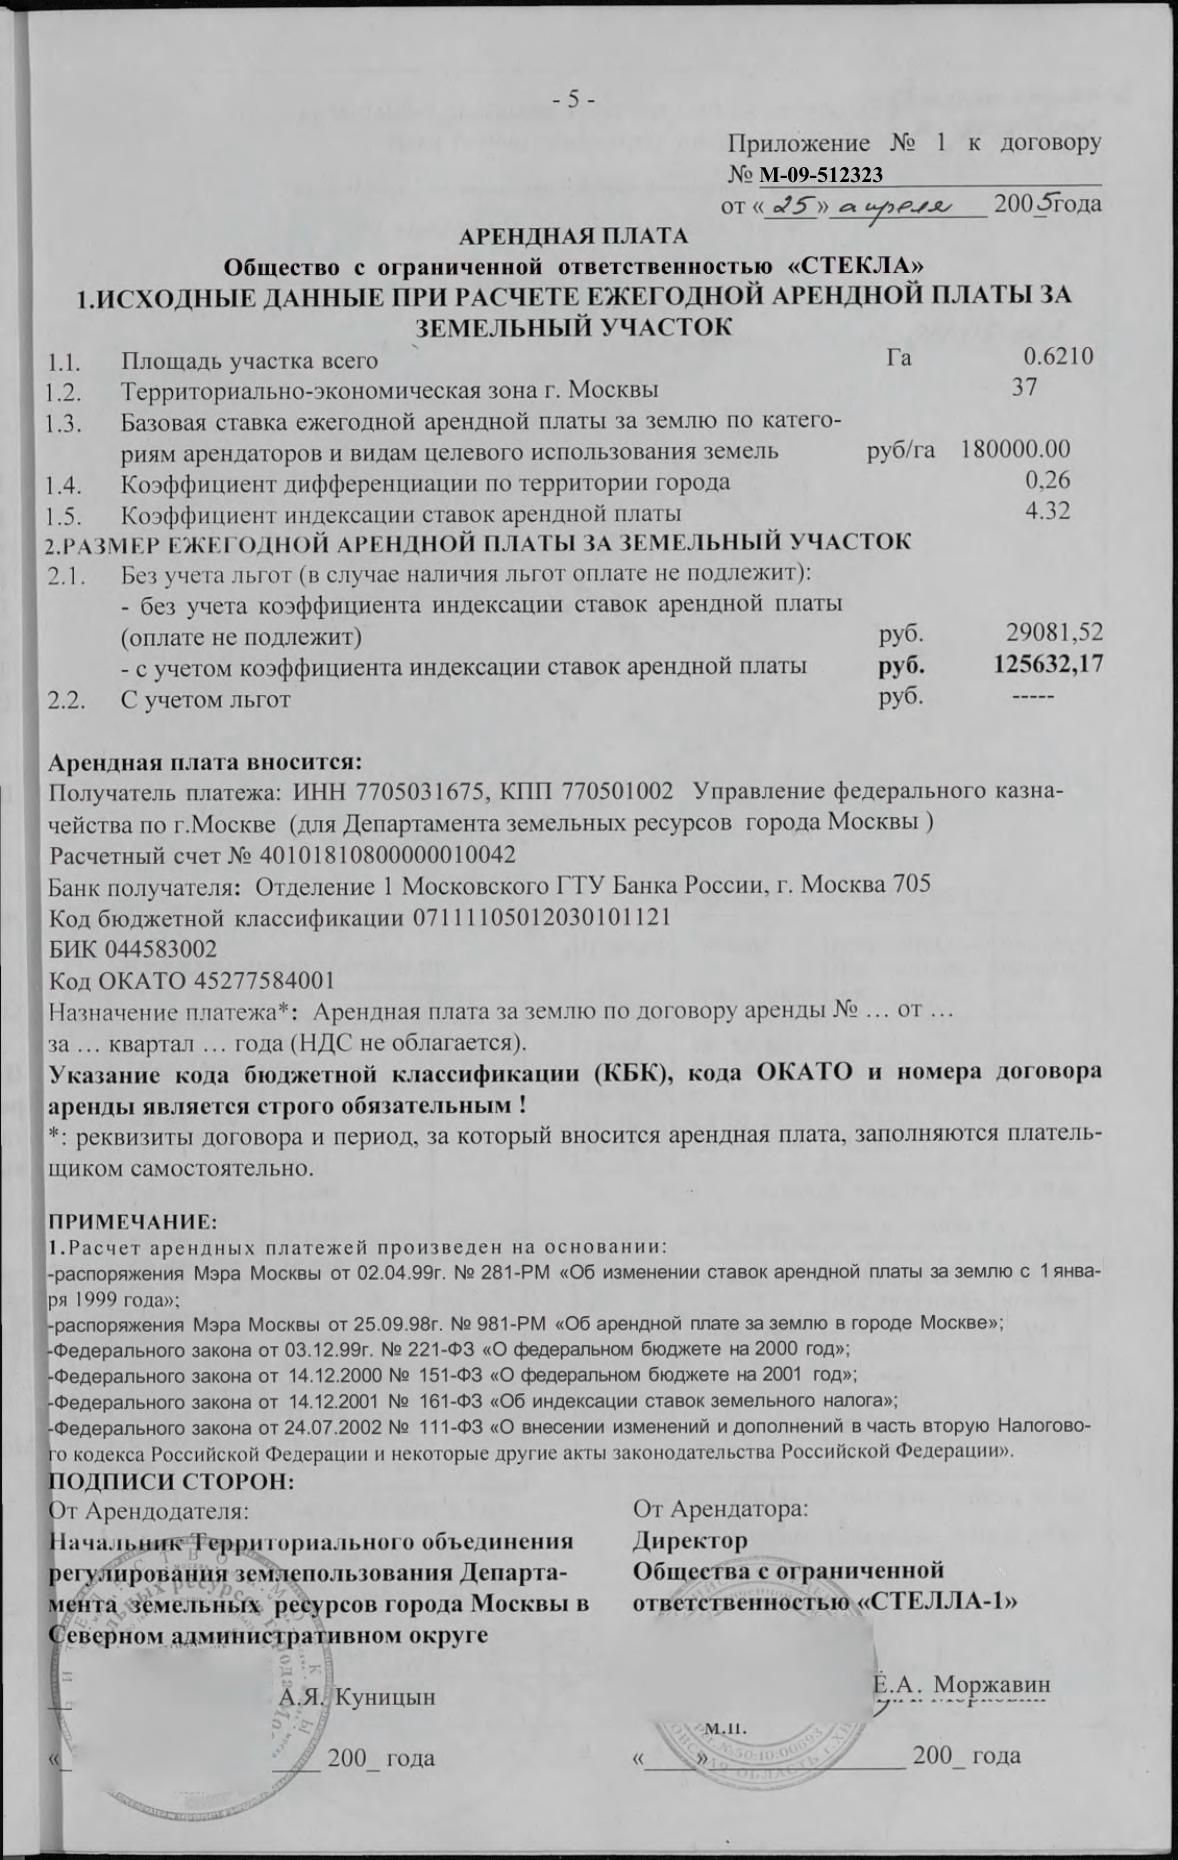 - 5 -
Приложение № 1 к договору
№ М-09-512323
от « 25 » апреля 2005 года
АРЕНДНАЯ ПЛАТА
Общество с ограниченной ответственностью «СТЕКЛА»
1.ИСХОДНЫЕ ДАННЫЕ ПРИ РАСЧЕТЕ ЕЖЕГОДНОЙ АРЕНДНОЙ ПЛАТЫ ЗА
ЗЕМЕЛЬНЫЙ УЧАСТОК
1.1. Площадь участка всего Га 0.6210
1.2. Территориально-экономическая зона г. Москвы 37
1.3. Базовая ставка ежегодной арендной платы за землю по катего-
риям арендаторов и видам целевого использования земель руб/га 180000.00
1.4. Коэффициент дифференциации по территории города 0,26
1.5. Коэффициент индексации ставок арендной платы 4.32
2.РАЗМЕР ЕЖЕГОДНОЙ АРЕНДНОЙ ПЛАТЫ ЗА ЗЕМЕЛЬНЫЙ УЧАСТОК
2.1. Без учета льгот (в случае наличия льгот оплате не подлежит):
- без учета коэффициента индексации ставок арендной платы
(оплате не подлежит) руб. 29081,52
- с учетом коэффициента индексации ставок арендной платы руб. 125632,17
2.2. С учетом льгот руб. -----
Арендная плата вносится:
Получатель платежа: ИНН 7705031675, КПП 770501002 Управление федерального казна-
чейства по г.Москве (для Департамента земельных ресурсов города Москвы )
Расчетный счет № 40101810800000010042
Банк получателя: Отделение 1 Московского ГТУ Банка России, г. Москва 705
Код бюджетной классификации 07111105012030101121
БИК 044583002
Код ОКАТО 45277584001
Назначение платежа*: Арендная плата за землю по договору аренды № … от …
за … квартал … года (НДС не облагается).
Указание кода бюджетной классификации (КБК), кода ОКАТО и номера договора
аренды является строго обязательным !
*: реквизиты договора и период, за который вносится арендная плата, заполняются платель-
щиком самостоятельно.
ПРИМЕЧАНИЕ:
1.Расчет арендных платежей произведен на основании:
-распоряжения Мэра Москвы от 02.04.99г. № 281-РМ «Об изменении ставок арендной платы за землю с 1 янва-
ря 1999 года»;
-распоряжения Мэра Москвы от 25.09.98г. № 981-РМ «Об арендной плате за землю в городе Москве»;
-Федерального закона от 03.12.99г. № 221-ФЗ «О федеральном бюджете на 2000 год»;
-Федерального закона от 14.12.2000 № 151-ФЗ «О федеральном бюджете на 2001 год»;
-Федерального закона от 14.12.2001 № 161-ФЗ «Об индексации ставок земельного налога»;
-Федерального закона от 24.07.2002 № 111-ФЗ «О внесении изменений и дополнений в часть вторую Налогово-
го кодекса Российской Федерации и некоторые другие акты законодательства Российской Федерации».
ПОДПИСИ СТОРОН:
От Арендодателя:
Начальник Территориального объединения
регулирования землепользования Департа-
мента земельных ресурсов города Москвы в
Северном административном округе
А.Я. Куницын
«_ ____ 200_ года
От Арендатора:
Директор
Общества с ограниченной
ответственностью «СТЕЛЛА-1»
Е.А. Моржавин
м.п.
«____»______________ 200_ года